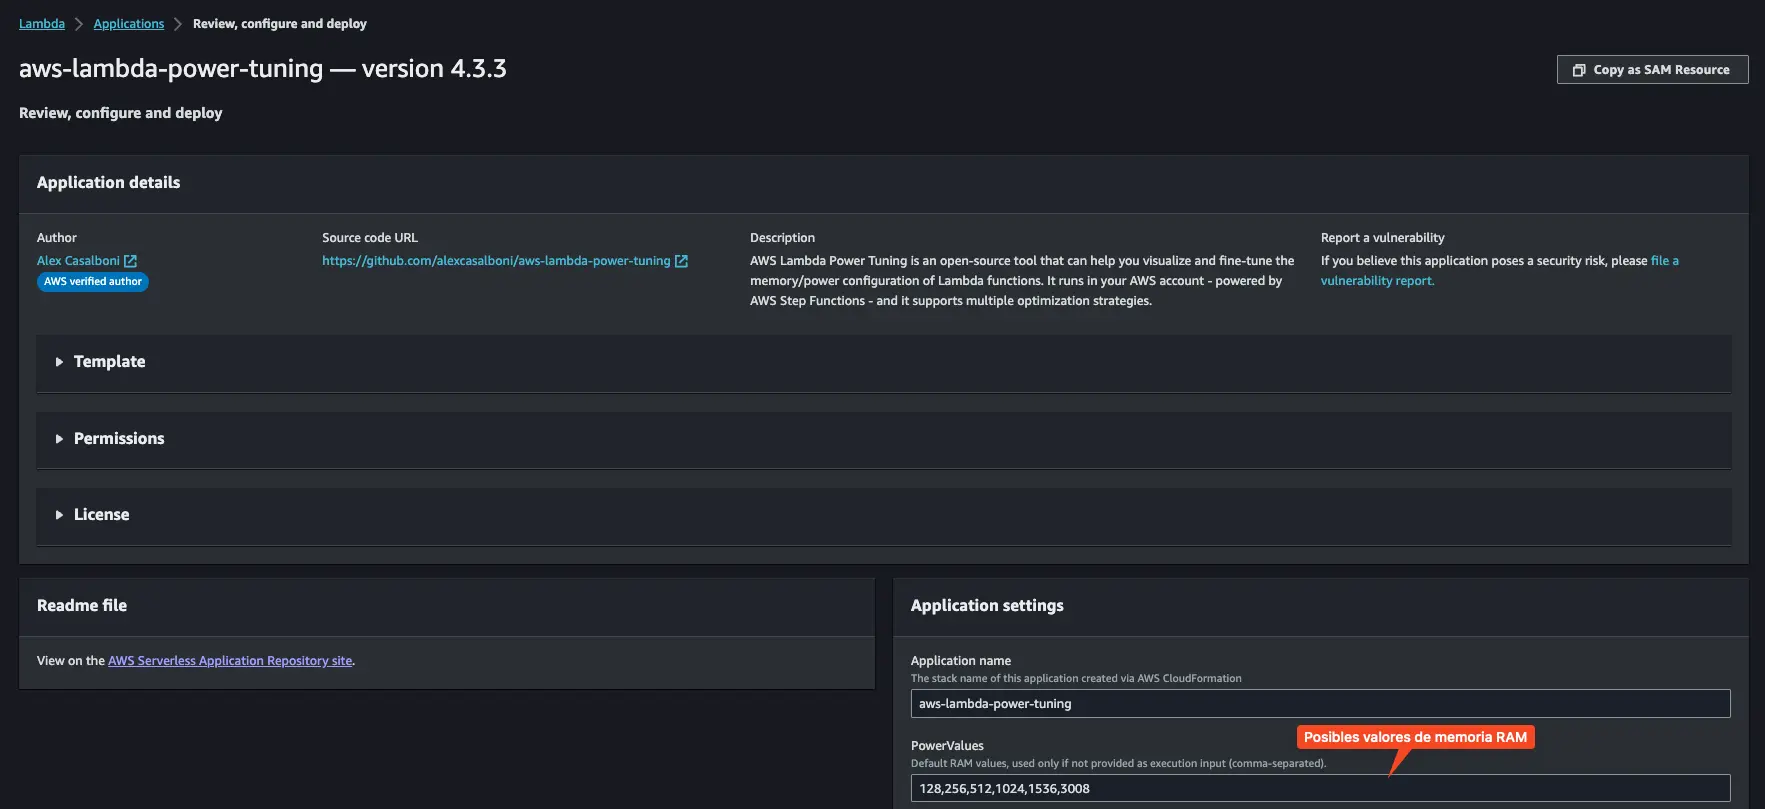 Lambda > Applications > Review, configure and deploy
aws-lambda-power-tuning — version 4.3.3
Copy as SAM Resource
Review, configure and deploy
Application details
Author
Alex Casalboni
AWS verified author
Source code URL
https://github.com/alexcasalboni/aws-lambda-power-tuning
Description
AWS Lambda Power Tuning is an open-source tool that can help you visualize and fine-tune the
memory/power configuration of Lambda functions. It runs in your AWS account - powered by
AWS Step Functions - and it supports multiple optimization strategies.
Report a vulnerability
If you believe this application poses a security risk, please file a
vulnerability report.
Template
Permissions
License
Readme file
View on the AWS Serverless Application Repository site.
Application settings
Application name
The stack name of this application created via AWS CloudFormation
aws-lambda-power-tuning
Posibles valores de memoria RAM
PowerValues
Default RAM values, used only if not provided as execution input (comma-separated).
128,256,512,1024,1536,3008